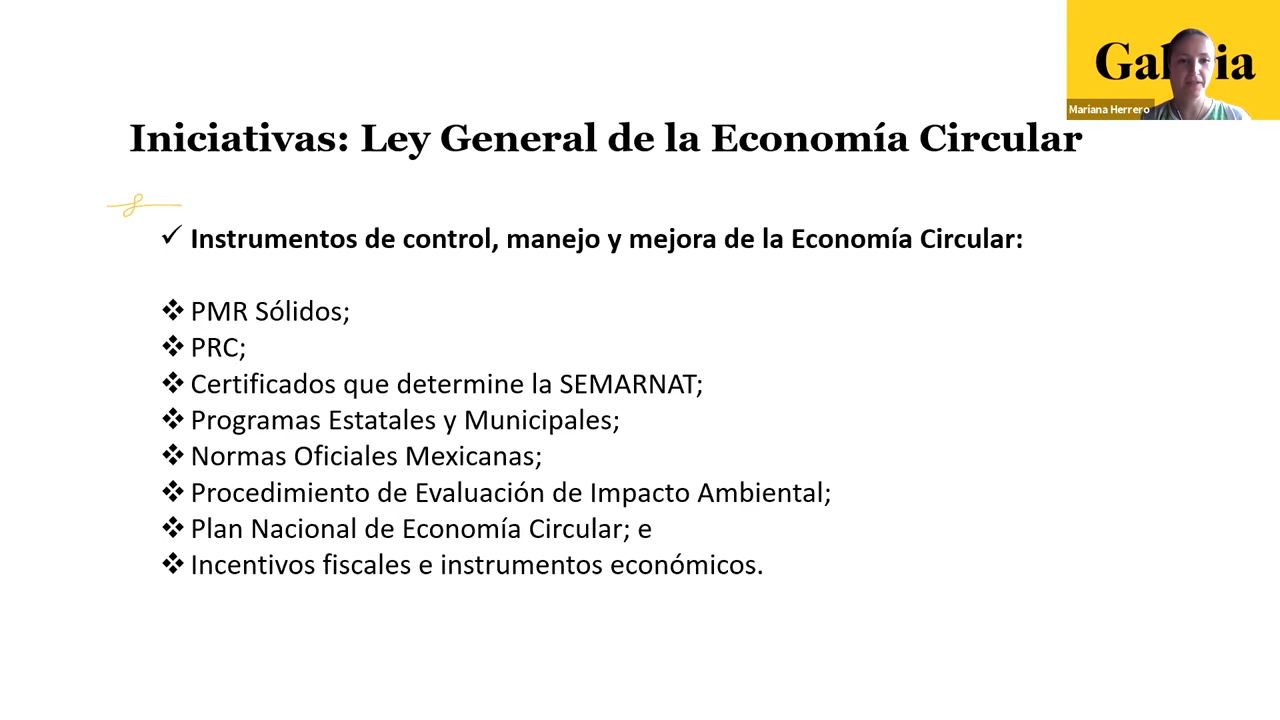 Mariana Herrero
Iniciativas: Ley General de la Economía Circular
✓ Instrumentos de control, manejo y mejora de la Economía Circular:
❖ PMR Sólidos;
❖ PRC;
❖ Certificados que determine la SEMARNAT;
❖ Programas Estatales y Municipales;
❖ Normas Oficiales Mexicanas;
❖ Procedimiento de Evaluación de Impacto Ambiental;
❖ Plan Nacional de Economía Circular; e
❖ Incentivos fiscales e instrumentos económicos.